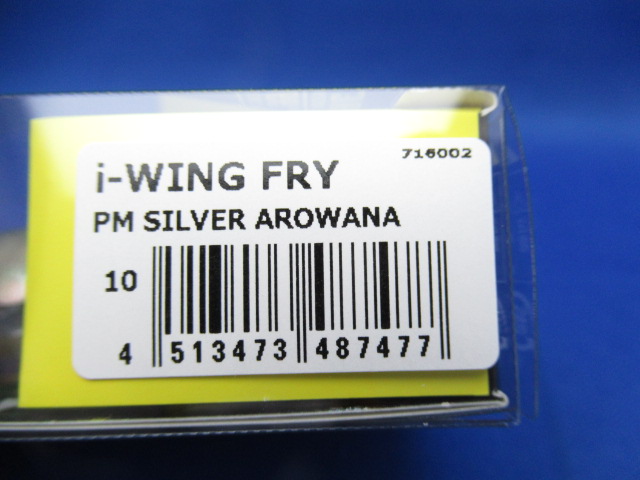 716002
i-WING FRY
PM SILVER AROWANA
10
4 513473 487477